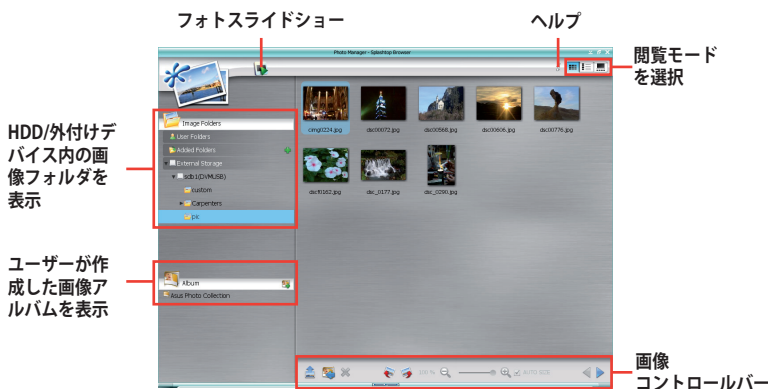 フォトスライドショー
ヘルプ
Photo Manager - Splashtop Browser
閲覧モード
を選択
HDD/外付けデ
バイス内の画
像フォルダを
表示
Image Folders
User Folders
Added Folders
External Storage
sdb1(DVMUSB)
custom
Carpenters
pic
cimg0224.jpg
dsc00072.jpg
dsc00568.jpg
dsc00606.jpg
dsc00776.jpg
dscf0162.jpg
dsc_0177.jpg
dsc_0290.jpg
ユーザーが作
成した画像ア
ルバムを表示
Album
Asus Photo Collection
100 %
AUTO SIZE
画像
コントロールバー